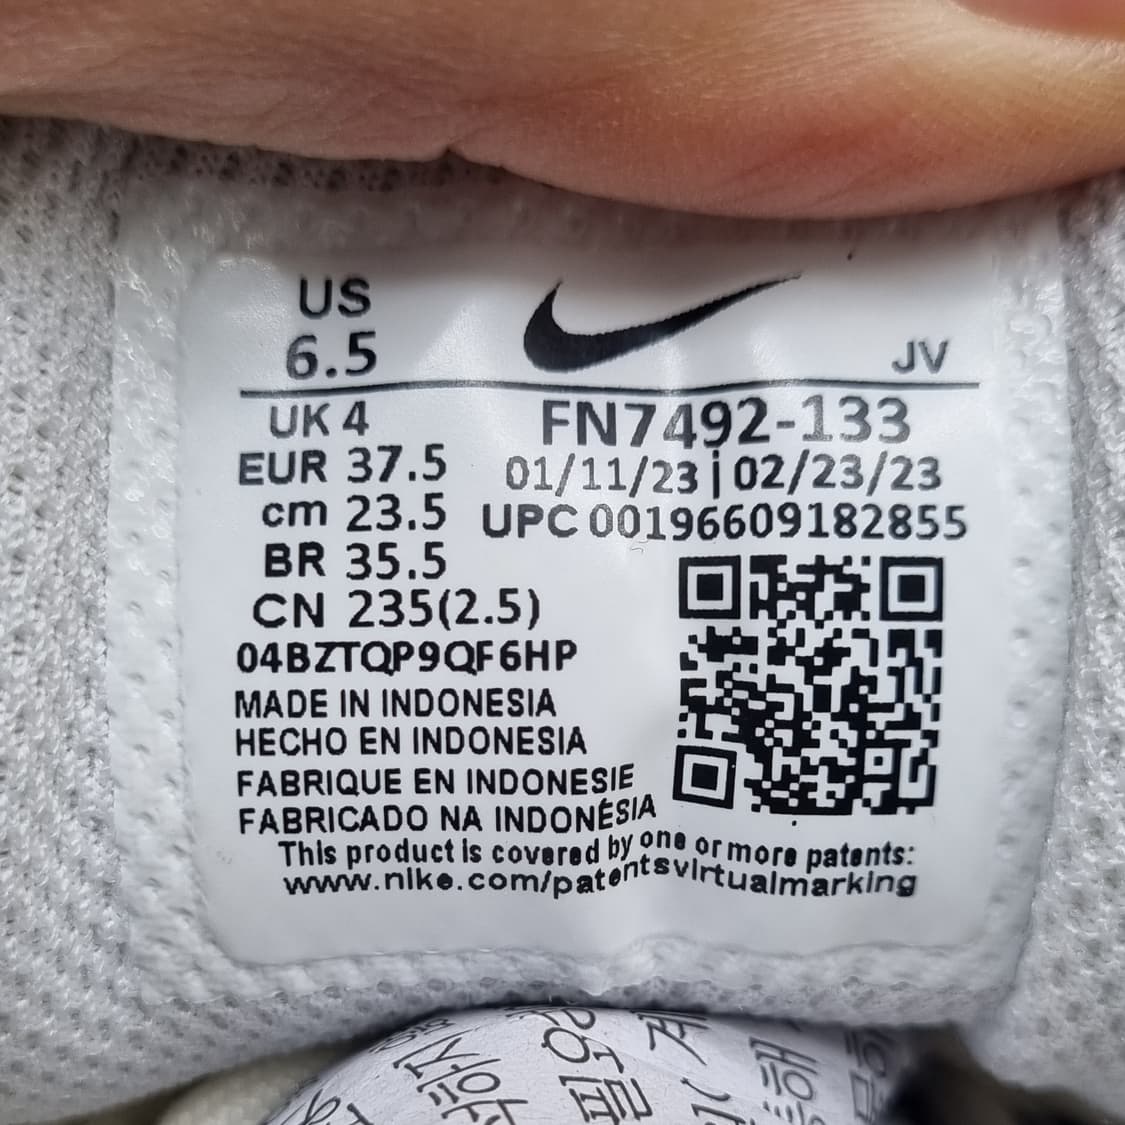 US
6.5
JV
UK 4
EUR 37.5
cm 23.5
BR 35.5
CN 235(2.5)
FN7492-133
01/11/23 | 02/23/23
UPC 00196609182855
04BZTQP9QF6HP
MADE IN INDONESIA
HECHO EN INDONESIA
FABRIQUE EN INDONESIE
FABRICADO NA INDONÉSIA
This product is covered by one or more patents:
www.nike.com/patentsvirtualmarking